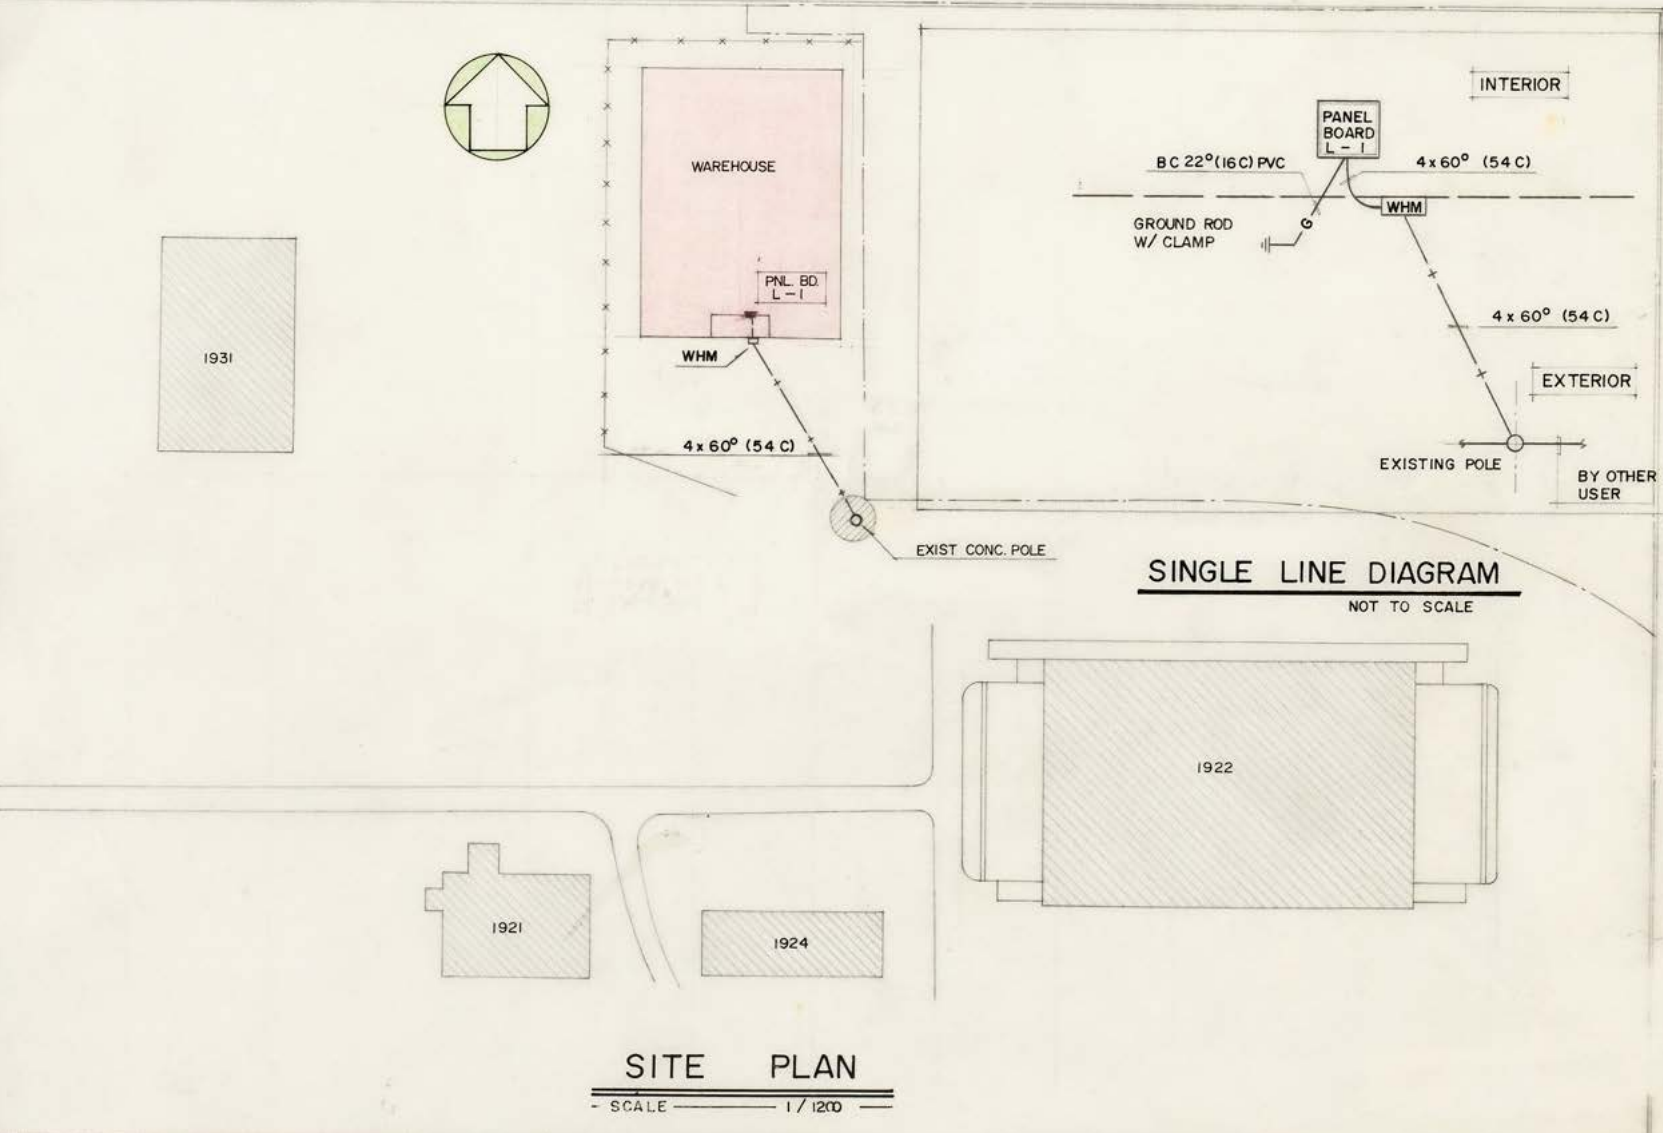 WAREHOUSE
PNL. BD.
L-1
WHM
4 x 60° (54 C)
EXIST CONC. POLE
1931
INTERIOR
PANEL
BOARD
L-1
BC 22°(16C) PVC
4 x 60° (54 C)
WHM
G
GROUND ROD
W/ CLAMP
4 x 60° (54 C)
EXTERIOR
EXISTING POLE
BY OTHER
USER
SINGLE LINE DIAGRAM
NOT TO SCALE
1922
1921
1924
SITE PLAN
- SCALE — 1/1200 —